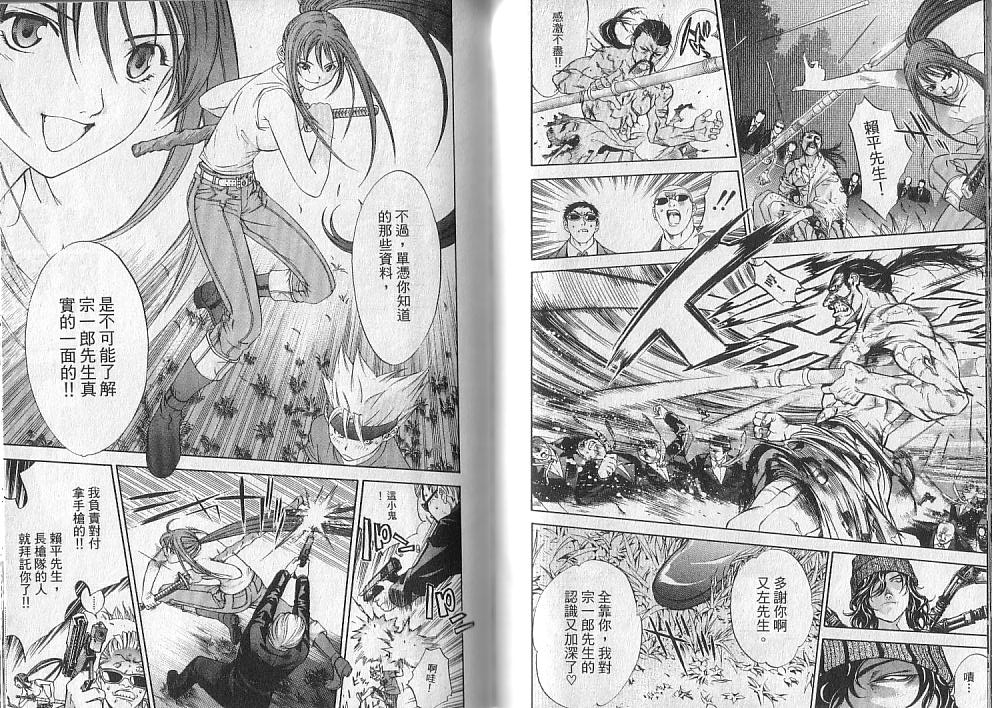 賴平先生！
感激不盡!!
!!
嗚…
嘖…
多謝你啊
又左先生。
全靠你，我對
宗一郎先生的
認識又加深了♡
不過，單憑你知道
的那些資料，
是不可能了解
宗一郎先生真
實的一面的!!
這小鬼
！
啊
哇！
我負責對付
拿手槍的!!
賴平先生，
長槍隊的人
就拜託你了!!